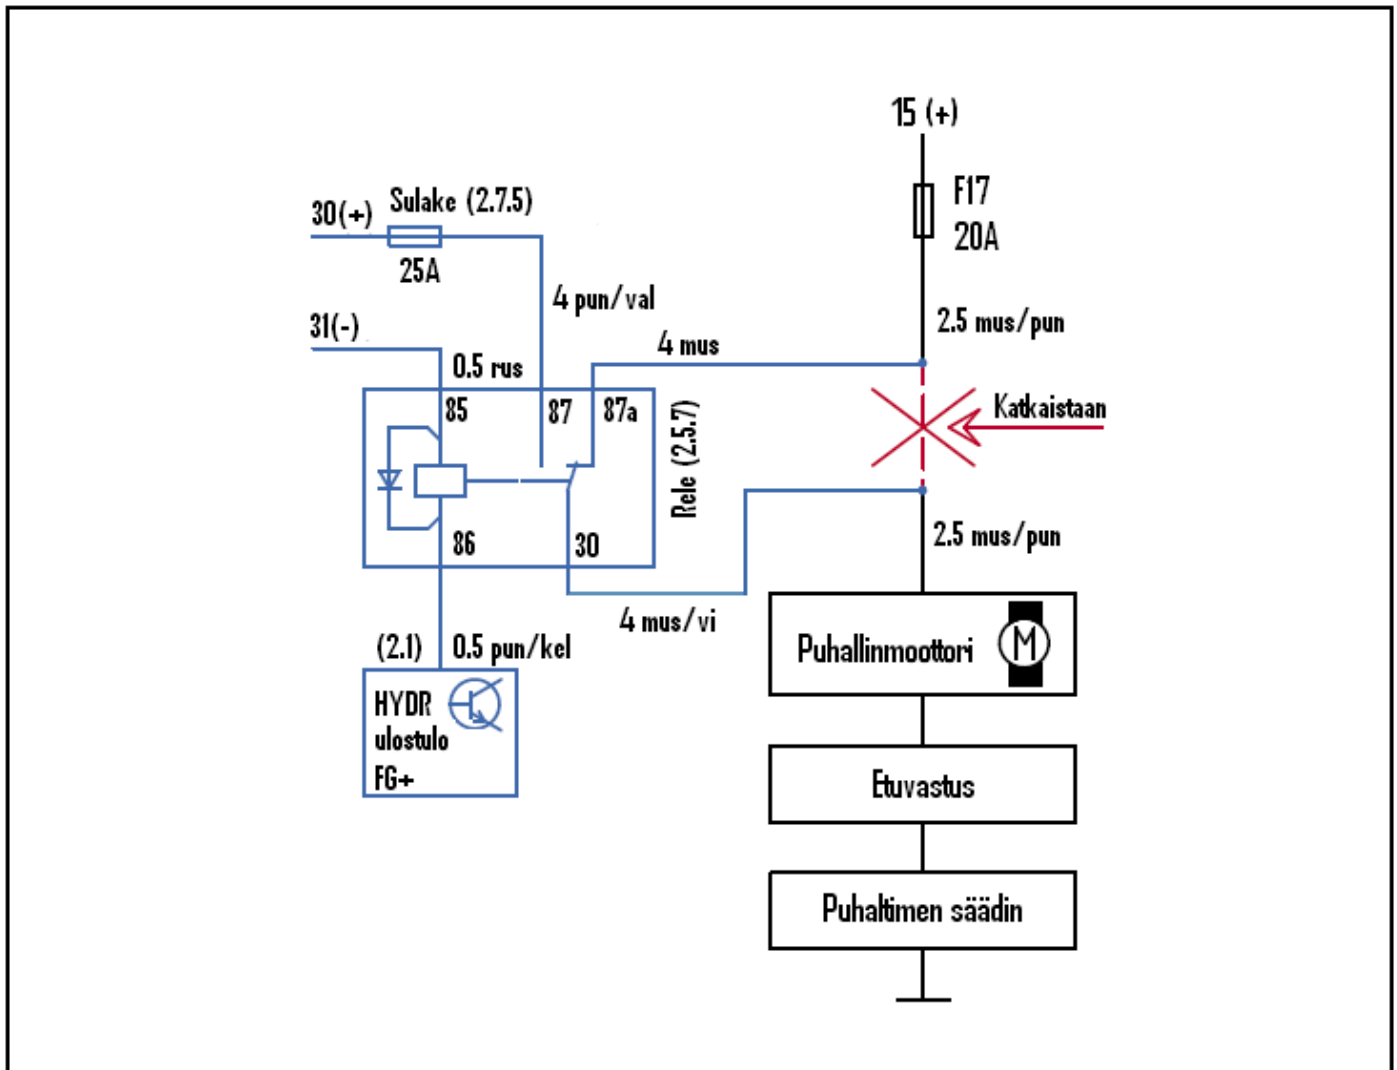 15 (+)
F17
20A
Sulake (2.7.5)
30(+)
25A
4 pun/val
31(-)
2.5 mus/pun
4 mus
0.5 rus
85
87
87a
Katkaistaan
Rele (2.5.7)
86
30
2.5 mus/pun
4 mus/vi
(2.1)
0.5 pun/kel
Puhallinmoottori
M
HYDR
ulostulo
FG+
Etuvastus
Puhaltimen säädin